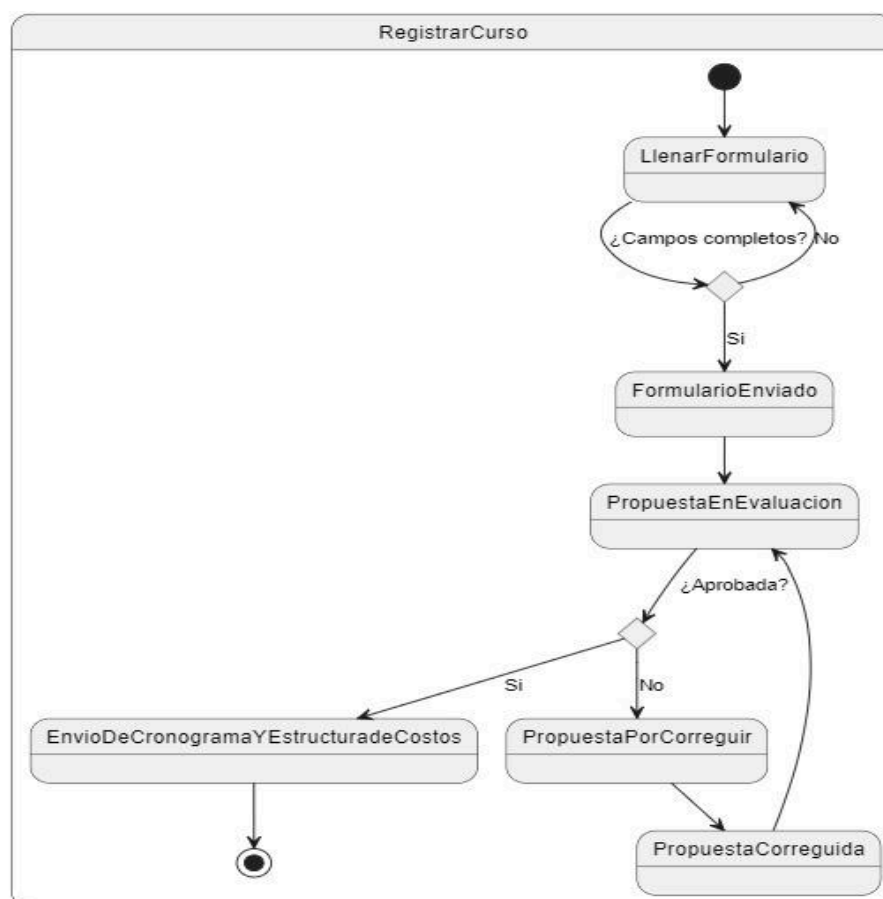 RegistrarCurso
LlenarFormulario
¿Campos completos? No
Si
FormularioEnviado
PropuestaEnEvaluacion
¿Aprobada?
Si
No
EnvioDeCronogramaYEstructuradeCostos
PropuestaPorCorreguir
PropuestaCorreguida